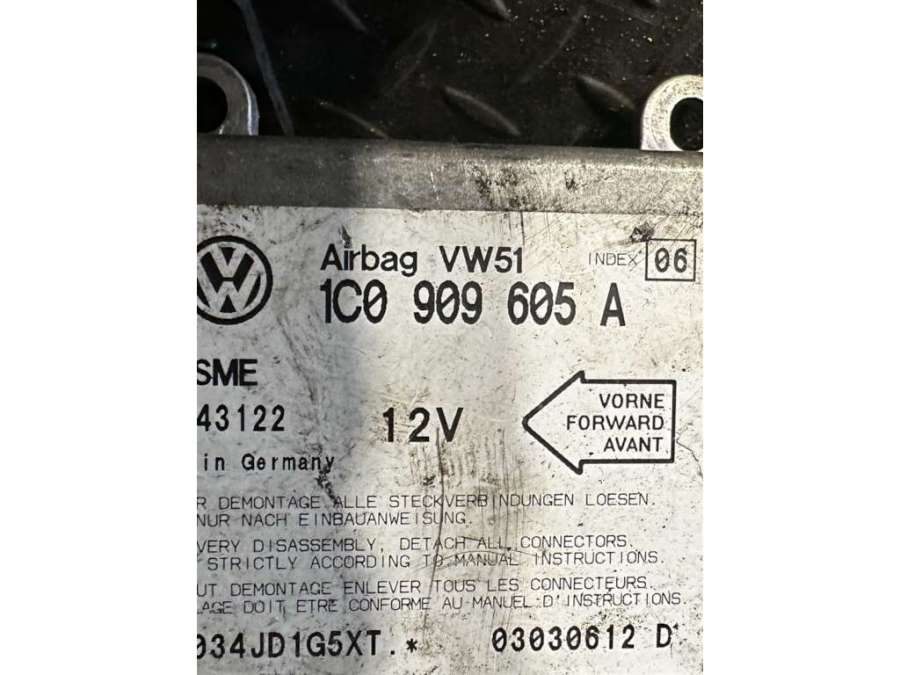 Airbag VW51 INDEX 06
1C0 909 605 A
SME
43122 12V
VORNE
FORWARD
AVANT
in Germany
R DEMONTAGE ALLE STECKVERBINDUNGEN LOESEN.
NUR NACH EINBAUANWEISUNG.
VERY DISASSEMBLY, DETACH ALL CONNECTORS.
STRICTLY ACCORDING TO MANUAL INSTRUCTIONS.
UT DEMONTAGE ENLEVER TOUS LES CONNECTEURS.
LAGE DOIT ETRE CONFORME AU MANUEL D'INSTRUCTIONS.
034JD1G5XT.* 03030612 D